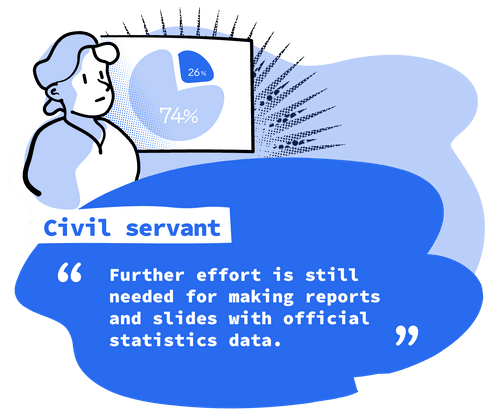 26%
74%
Civil servant
“ Further effort is still
needed for making reports
and slides with official
statistics data. ”